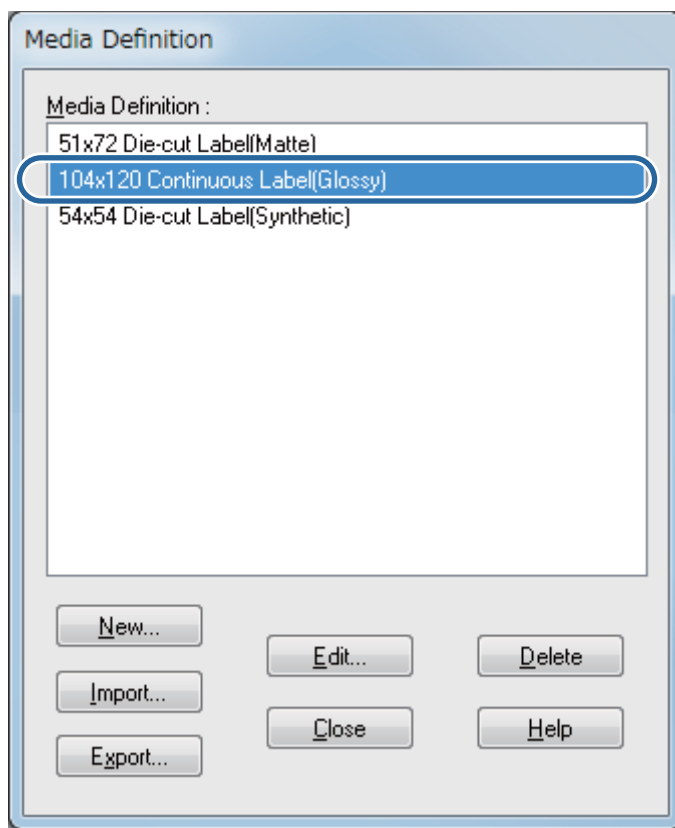 Media Definition
Media Definition :
51x72 Die-cut Label(Matte)
104x120 Continuous Label(Glossy)
54x54 Die-cut Label(Synthetic)
New...
Edit...
Delete
Import...
Close
Help
Export...